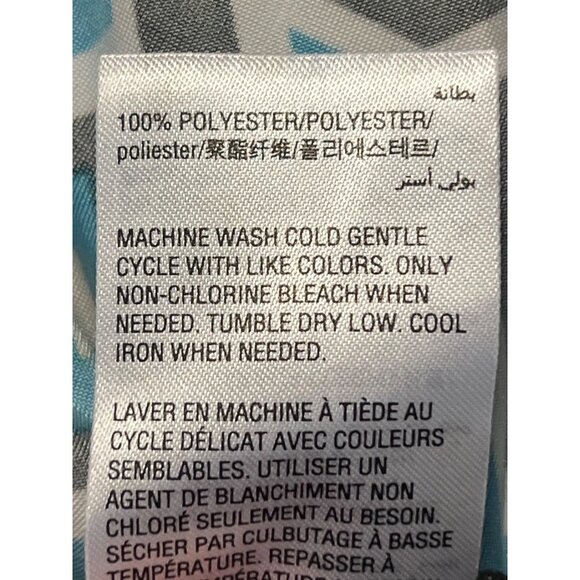 بطانة
100% POLYESTER/POLYESTER/
poliester/聚酯纤维/폴리에스테르/
بولي أستر
MACHINE WASH COLD GENTLE
CYCLE WITH LIKE COLORS. ONLY
NON-CHLORINE BLEACH WHEN
NEEDED. TUMBLE DRY LOW. COOL
IRON WHEN NEEDED.
LAVER EN MACHINE À TIÈDE AU
CYCLE DÉLICAT AVEC COULEURS
SEMBLABLES. UTILISER UN
AGENT DE BLANCHIMENT NON
CHLORÉ SEULEMENT AU BESOIN.
SÉCHER PAR CULBUTAGE À BASSE
TEMPÉRATURE. REPASSER À
TEMPÉRATURE